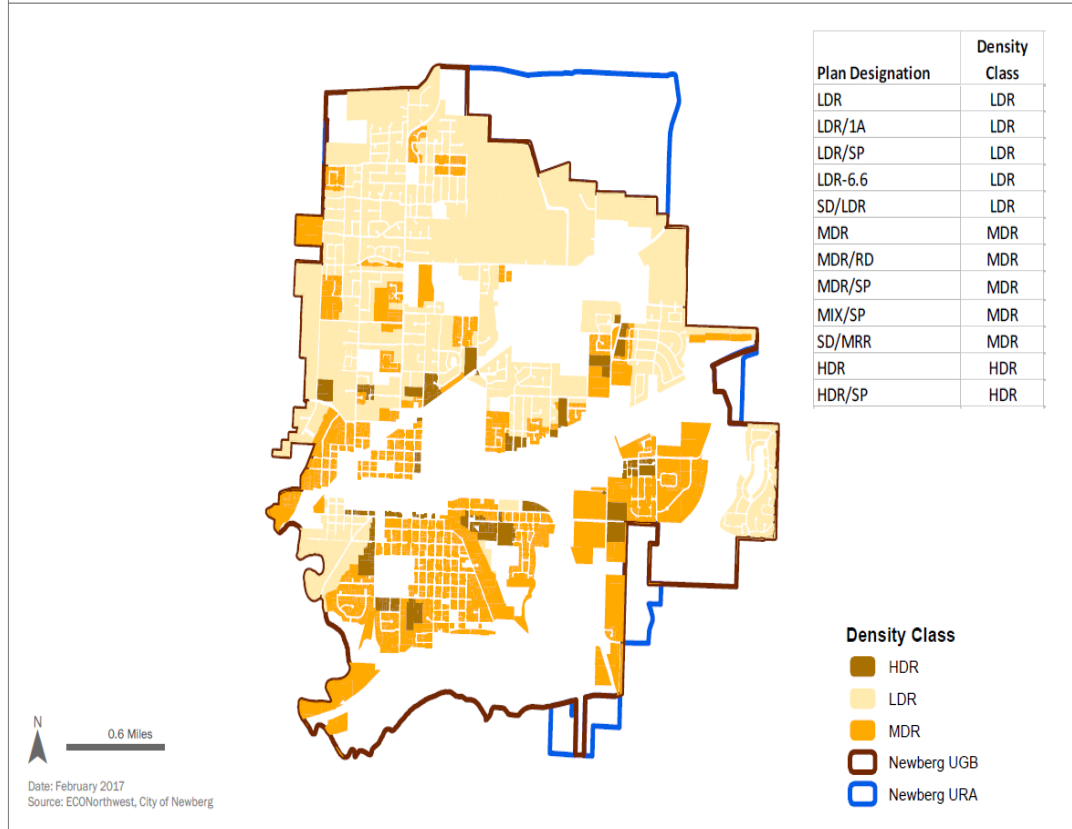 Plan Designation Density Class
LDR LDR
LDR/1A LDR
LDR/SP LDR
LDR-6.6 LDR
SD/LDR LDR
MDR MDR
MDR/RD MDR
MDR/SP MDR
MIX/SP MDR
SD/MRR MDR
HDR HDR
HDR/SP HDR
Density Class
HDR
LDR
MDR
Newberg UGB
Newberg URA
N
0.6 Miles
Date: February 2017
Source: ECONorthwest, City of Newberg